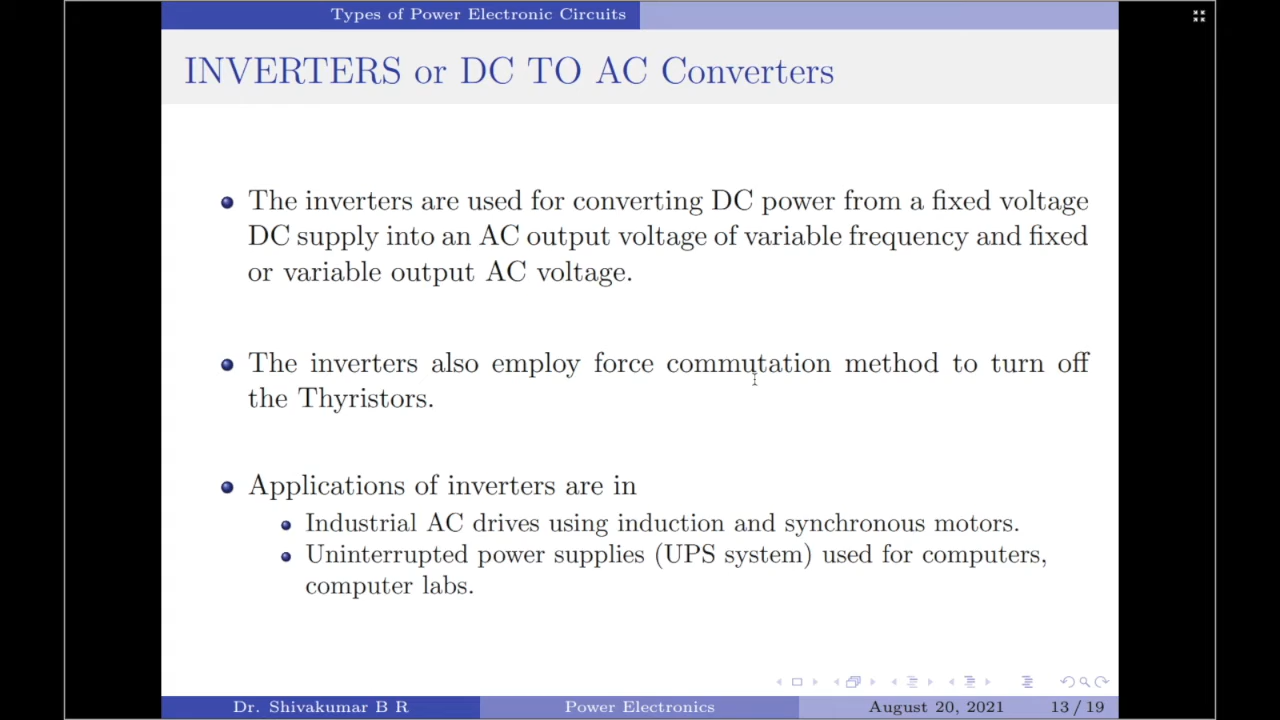 Types of Power Electronic Circuits
INVERTERS or DC TO AC Converters
The inverters are used for converting DC power from a fixed voltage
DC supply into an AC output voltage of variable frequency and fixed
or variable output AC voltage.
The inverters also employ force commutation method to turn off
the Thyristors.
Applications of inverters are in
Industrial AC drives using induction and synchronous motors.
Uninterrupted power supplies (UPS system) used for computers,
computer labs.
Dr. Shivakumar B R
Power Electronics
August 20, 2021
13 / 19